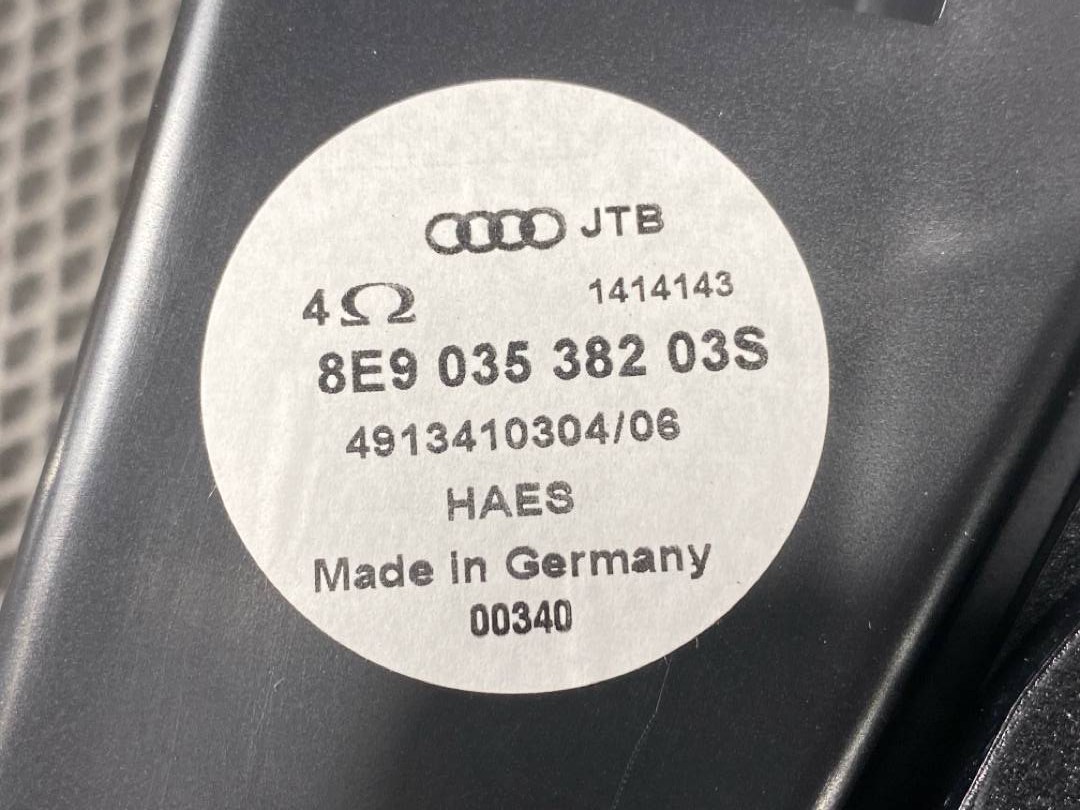 JTB
4Ω 1414143
8E9 035 382 03S
4913410304/06
HAES
Made in Germany
00340